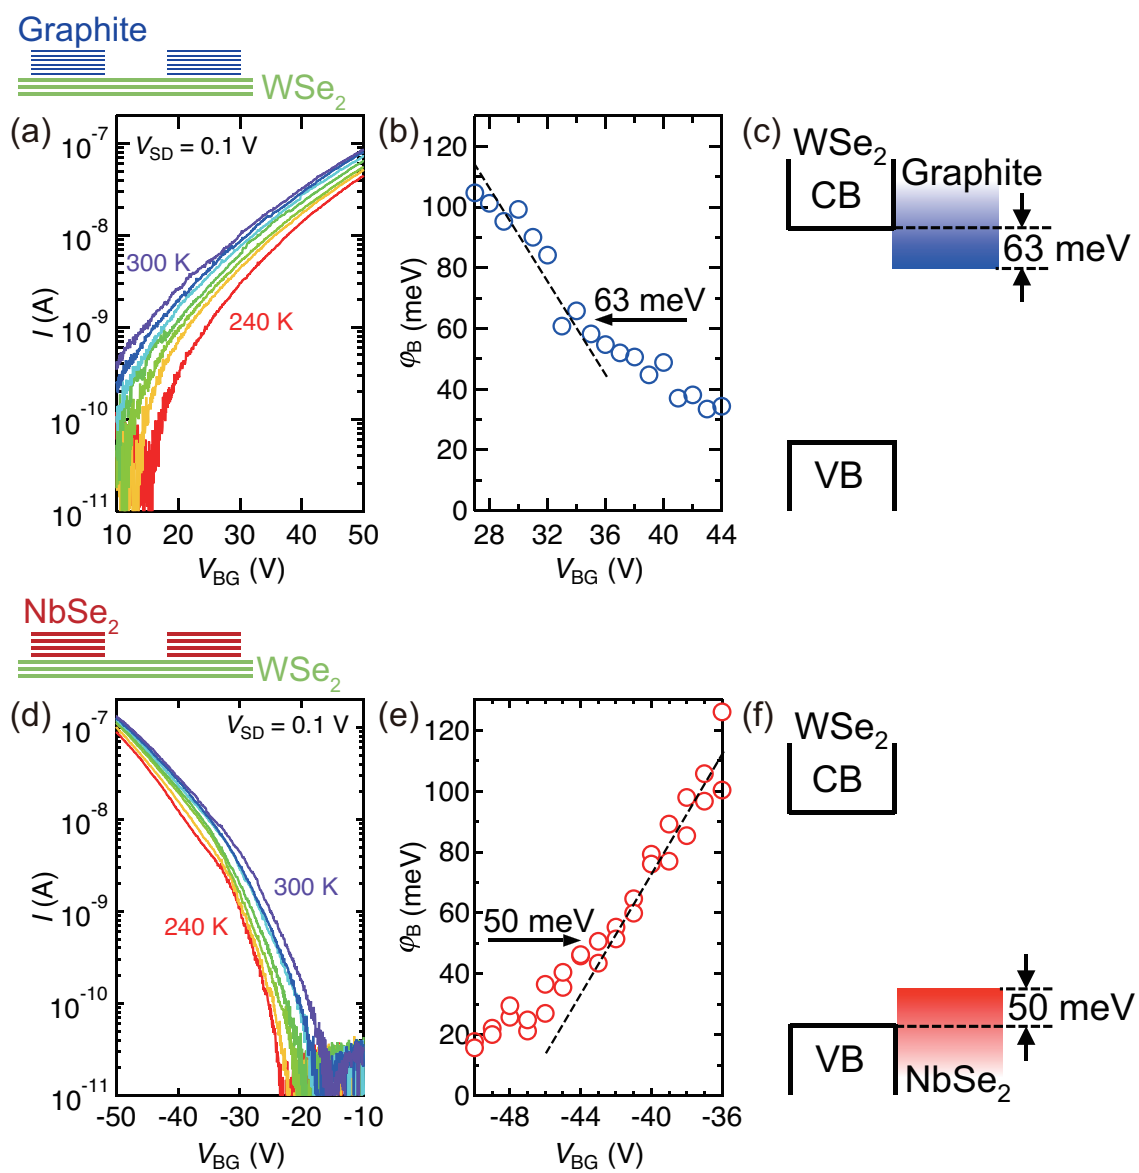 Graphite
WSe2
(a)
VSD = 0.1 V
300 K
240 K
10-7
10-8
10-9
10-10
10-11
I (A)
10 20 30 40 50
VBG (V)
(b)
120
100
80
60
40
20
0
φB (meV)
63 meV
28 32 36 40 44
VBG (V)
(c)
WSe2
CB
Graphite
63 meV
VB
NbSe2
WSe2
(d)
VSD = 0.1 V
300 K
240 K
10-7
10-8
10-9
10-10
10-11
I (A)
-50 -40 -30 -20 -10
VBG (V)
(e)
120
100
80
60
40
20
0
φB (meV)
50 meV
-48 -44 -40 -36
VBG (V)
(f)
WSe2
CB
50 meV
VB
NbSe2